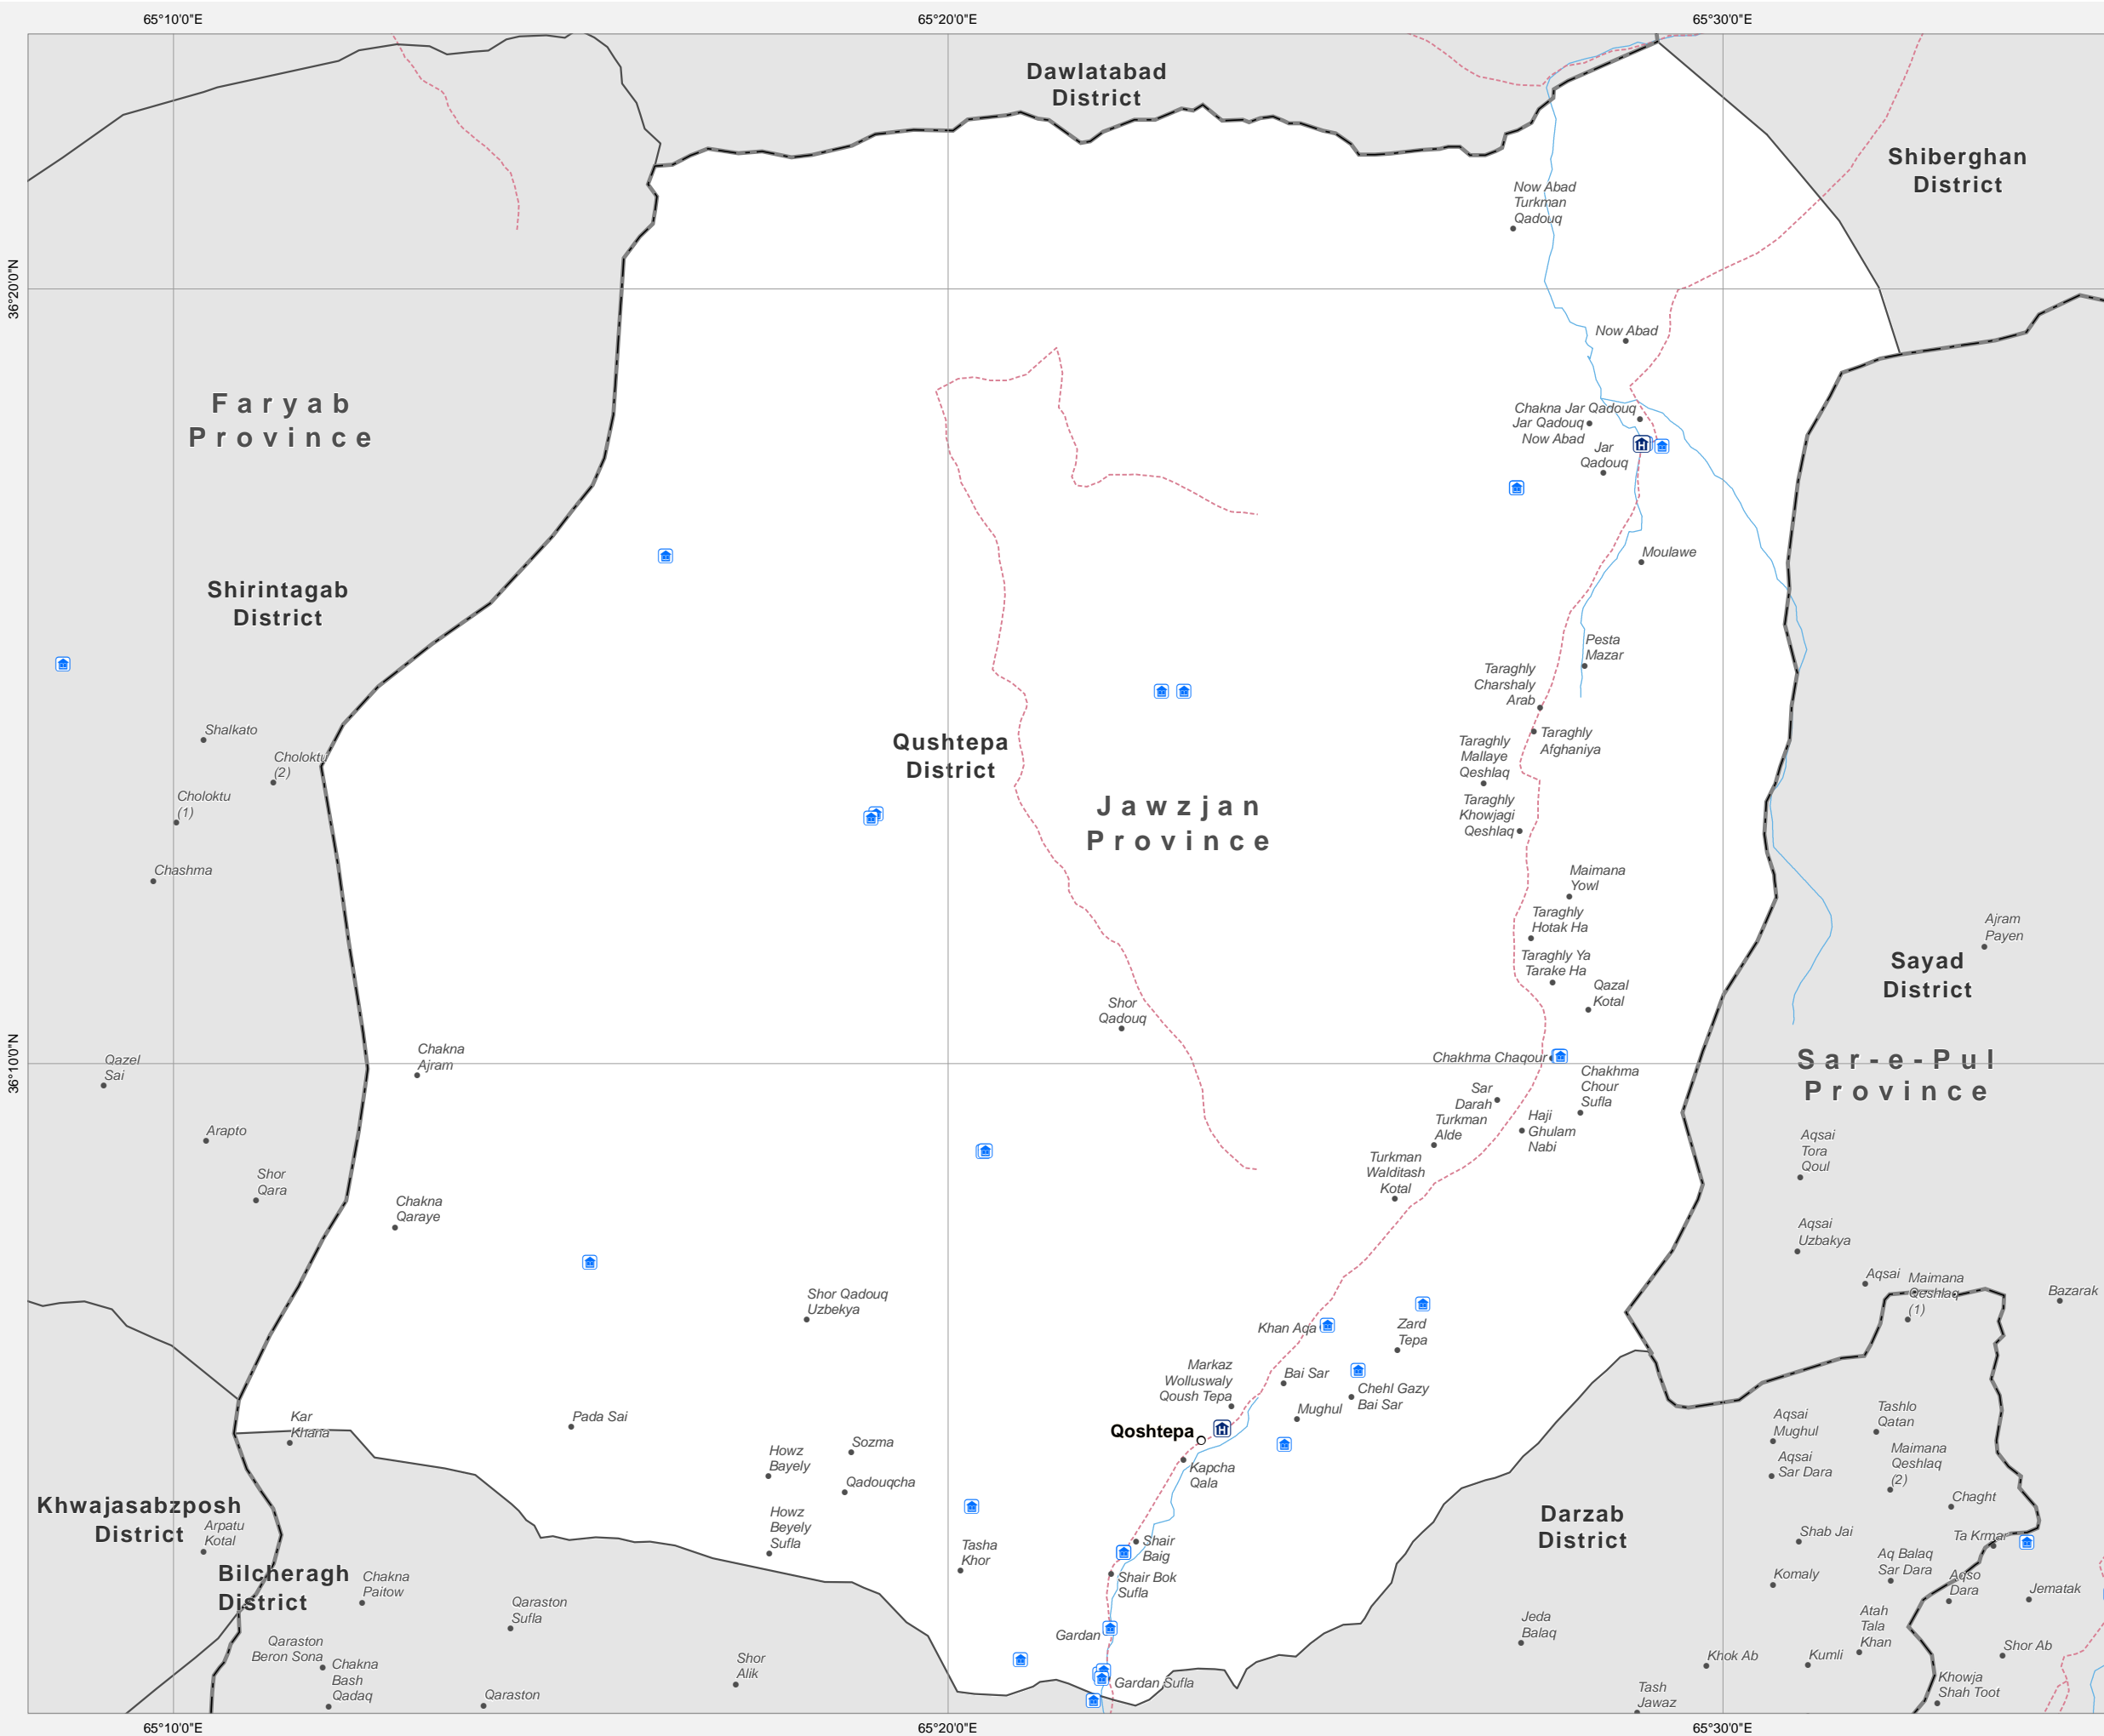 65°10'0"E
65°20'0"E
65°30'0"E
Dawlatabad
District
Shiberghan
District
Now Abad
Turkman
Qadouq
36°20'0"N
Now Abad
Faryab
Province
Chakna Jar Qadouq
Jar Qadouq
Now Abad
Jar
Qadouq
Moulawe
Shirintagab
District
Pesta
Mazar
Taraghly
Charshaly
Arab
Shalkato
Choloktu
(2)
Qushtepa
District
Taraghly
Afghaniya
Taraghly
Mallaye
Qeshlaq
Choloktu
(1)
Jawzjan
Province
Taraghly
Khowjagi
Qeshlaq
Chashma
Maimana
Yowl
Taraghly
Hotak Ha
Ajram
Payen
Taraghly Ya
Tarake Ha
Sayad
District
Qazal
Kotal
Shor
Qadouq
36°10'0"N
Qazel
Sai
Chakna
Ajram
Chakhma Chaqour
Sar-e-Pul
Province
Chakhma
Chour
Sufla
Sar
Darah
Turkman
Alde
Haji
Ghulam
Nabi
Arapto
Aqsai
Tora
Qoul
Turkman
Walditash
Kotal
Shor
Qara
Chakna
Qaraye
Aqsai
Uzbakya
Aqsai
Maimana
Qeshlaq
(1)
Bazarak
Shor Qadouq
Uzbekya
Khan Aqa
Zard
Tepa
Markaz
Wolluswaly
Qoush Tepa
Bai Sar
Chehl Gazy
Bai Sar
Mughul
Kar
Khana
Pada Sai
Qoshtepa
Sozma
Howz
Bayely
Kapcha
Qala
Qadouqcha
Aqsai
Mughul
Tashlo
Qatan
Aqsai
Sar Dara
Maimana
Qeshlaq
(2)
Chaght
Khwajasabzposh
District
Arpatu
Kotal
Howz
Beyely
Sufla
Tasha
Khor
Shair
Baig
Shair Bok
Sufla
Darzab
District
Shab Jai
Ta Krmar
Aq Balaq
Sar Dara
Aqso
Dara
Komaly
Jematak
Bilcheragh
District
Chakna
Paitow
Qaraston
Sufla
Gardan
Jeda
Balaq
Atah
Tala
Khan
Qaraston
Beron Sona
Chakna
Bash
Qadaq
Shor
Alik
Qaraston
Gardan Sufla
Khok Ab
Kumli
Shor Ab
Khowja
Shah Toot
Tash
Jawaz
65°10'0"E
65°20'0"E
65°30'0"E